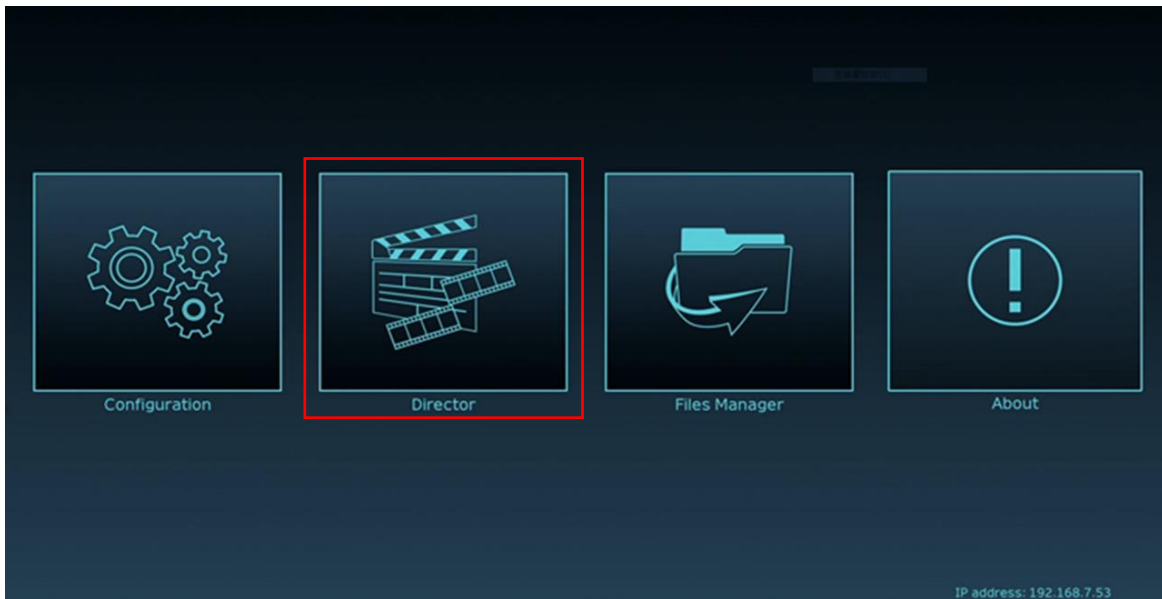 Configuration
Director
Files Manager
About
IP address: 192.168.7.53